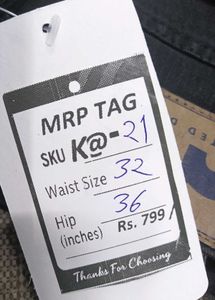 MRP TAG
SKU K@-21
Waist Size 32
Hip 36
(inches) Rs. 799/
Thanks For Choosing